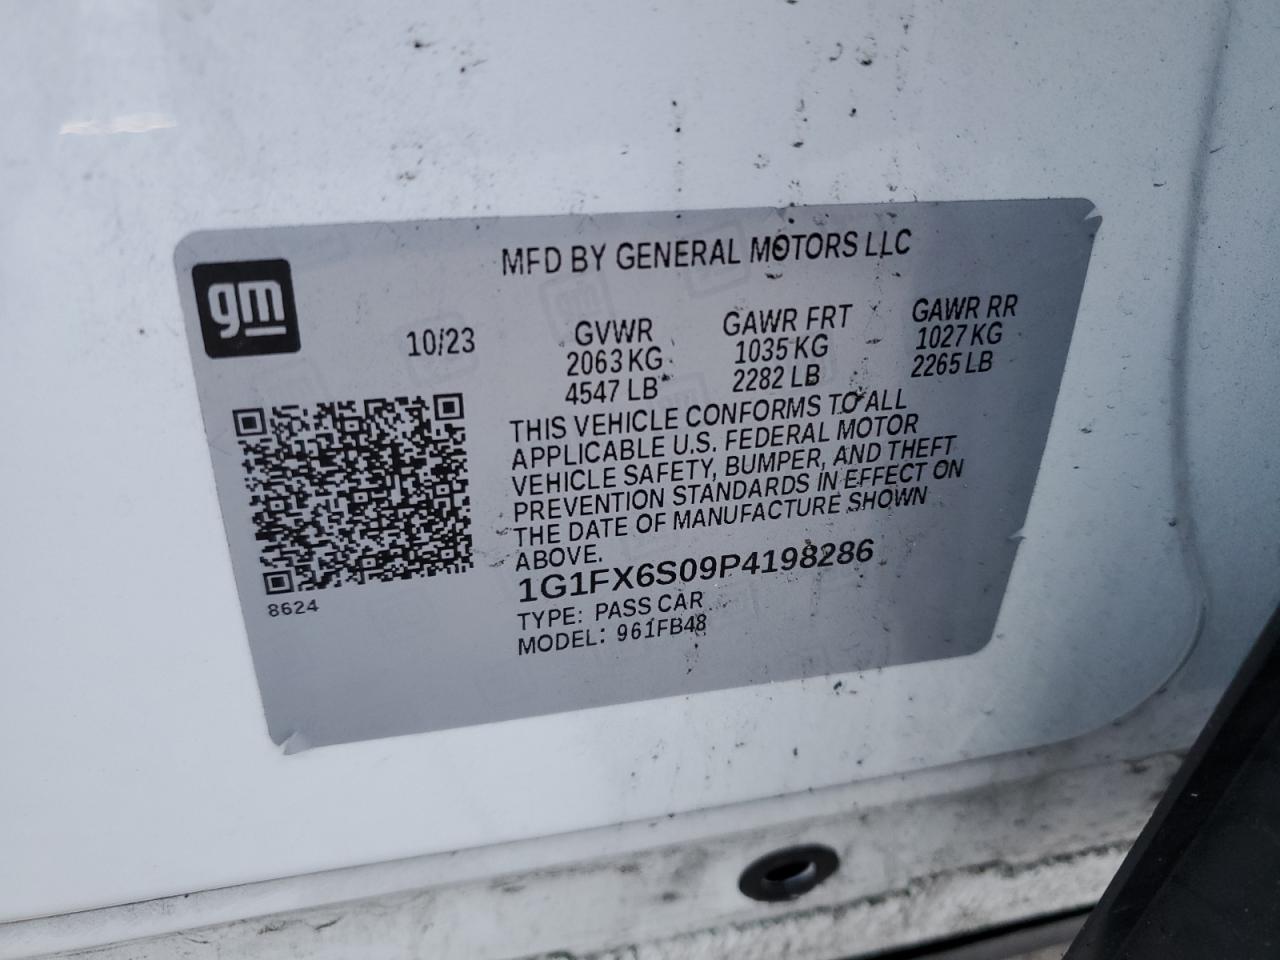 gm
MFD BY GENERAL MOTORS LLC
10/23
GVWR
2063 KG
4547 LB
GAWR FRT
1035 KG
2282 LB
GAWR RR
1027 KG
2265 LB
THIS VEHICLE CONFORMS TO ALL
APPLICABLE U.S. FEDERAL MOTOR
VEHICLE SAFETY, BUMPER, AND THEFT
PREVENTION STANDARDS IN EFFECT ON
THE DATE OF MANUFACTURE SHOWN
ABOVE.
1G1FX6S09P4198286
TYPE: PASS CAR
MODEL: 961FB48
8624